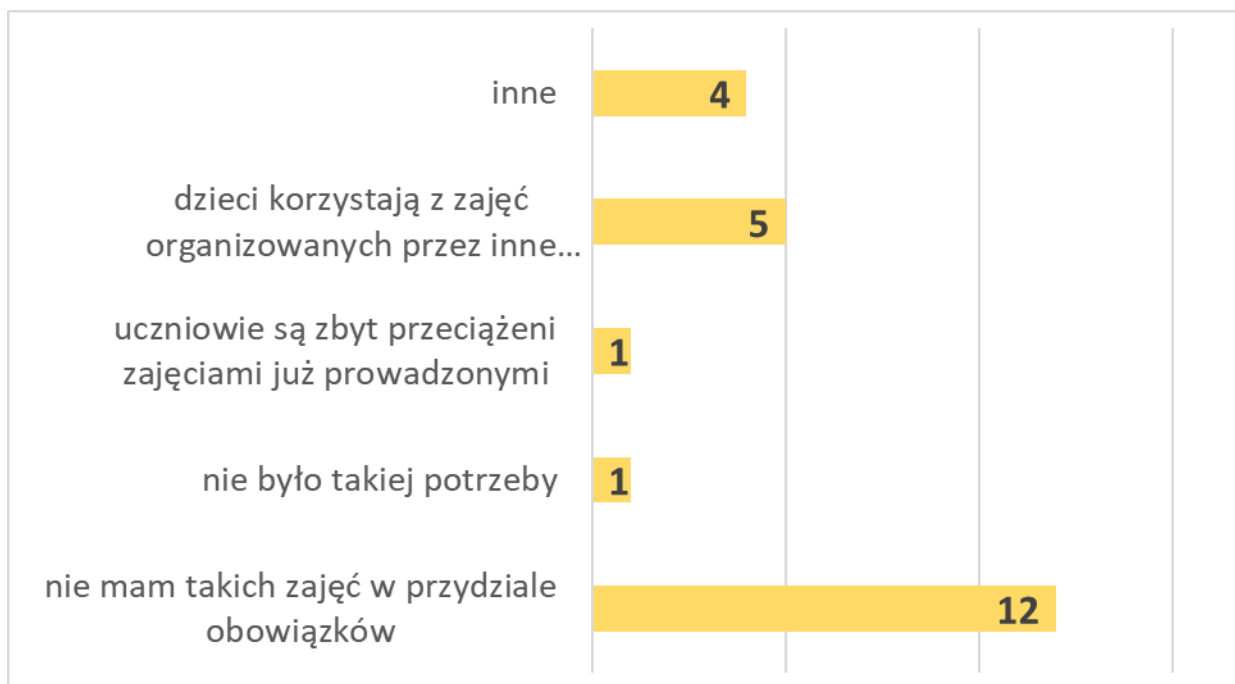 inne
4
dzieci korzystają z zajęć
organizowanych przez inne...
5
uczniowie są zbyt przeciążeni
zajęciami już prowadzonymi
1
nie było takiej potrzeby
1
nie mam takich zajęć w przydziale
obowiązków
12